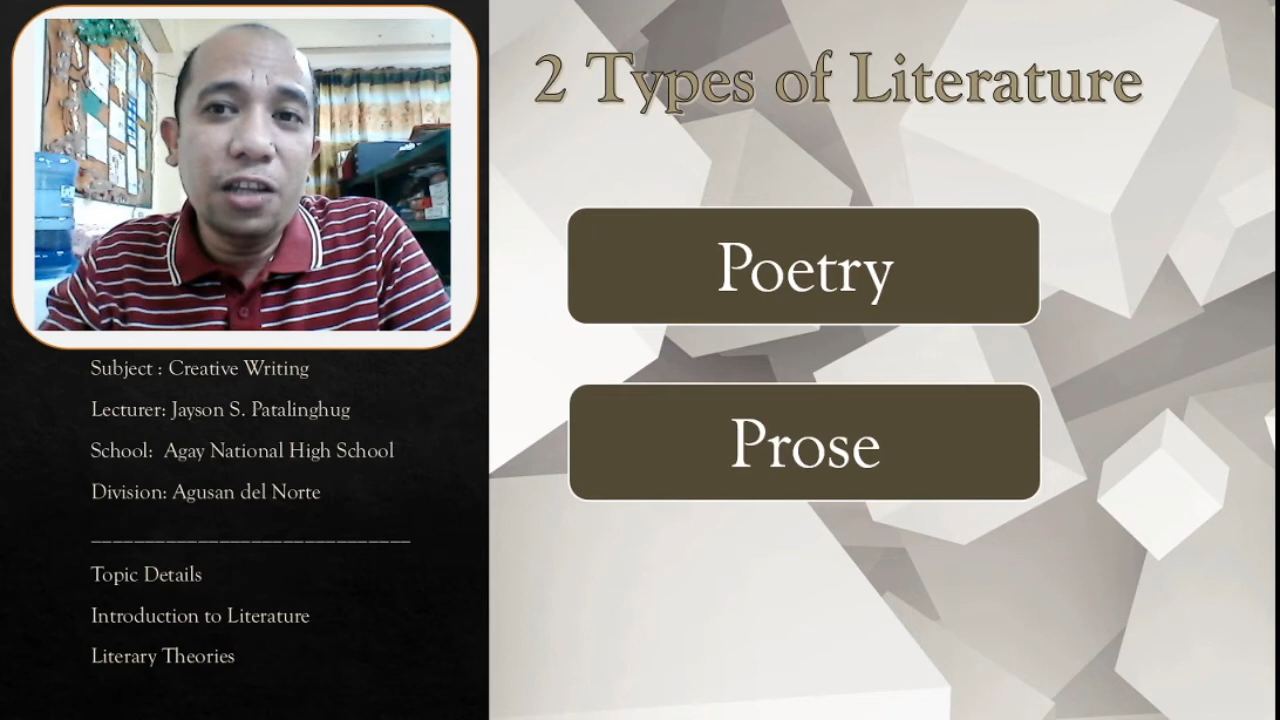 2 Types of Literature
Poetry
Prose
Subject : Creative Writing
Lecturer: Jayson S. Patalinghug
School:  Agay National High School
Division: Agusan del Norte
_____________________________
Topic Details
Introduction to Literature
Literary Theories